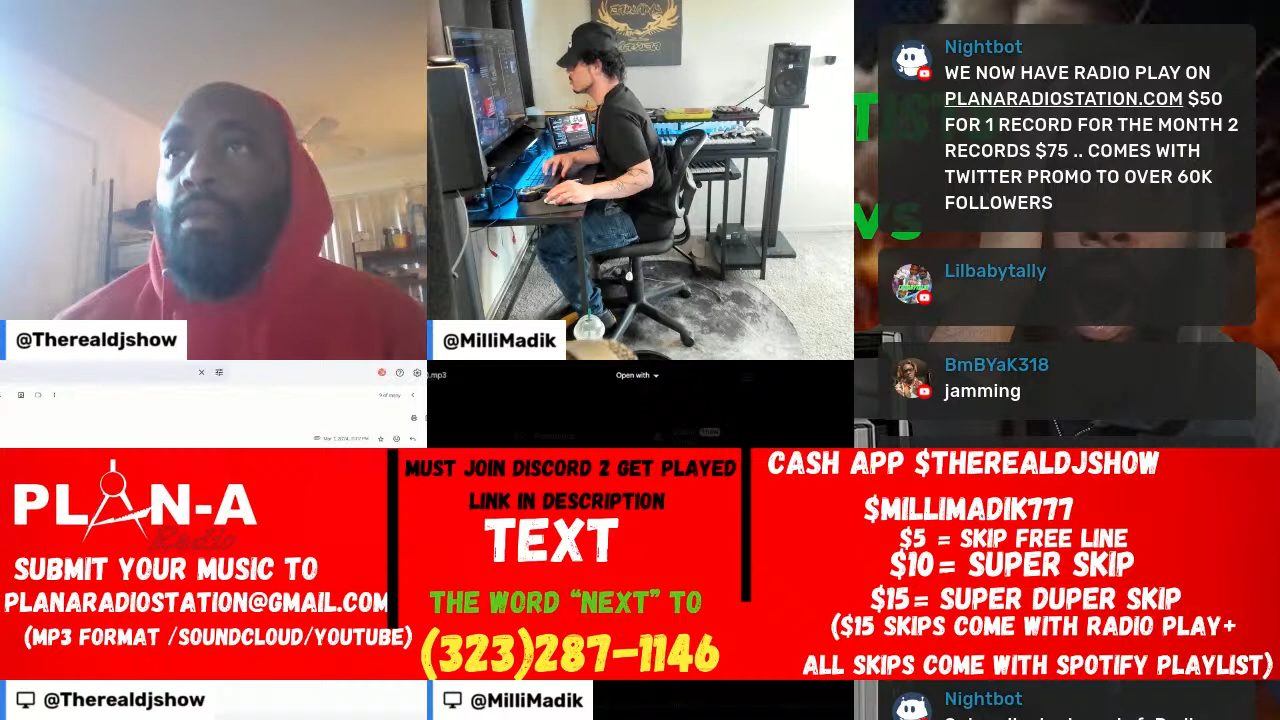 @Therealdjshow
@MilliMadik
Nightbot
WE NOW HAVE RADIO PLAY ON
PLANARADIOSTATION.COM $50
FOR 1 RECORD FOR THE MONTH 2
RECORDS $75 .. COMES WITH
TWITTER PROMO TO OVER 60K
FOLLOWERS
Lilbabytally
BmBYaK318
jamming
.mp3
Open with
PLAN-A
Radio
SUBMIT YOUR MUSIC TO
PLANARADIOSTATION@GMAIL.COM
(MP3 FORMAT /SOUNDCLOUD/YOUTUBE)
MUST JOIN DISCORD 2 GET PLAYED
LINK IN DESCRIPTION
TEXT
THE WORD “NEXT” TO
(323)287-1146
CASH APP $THEREALDJSHOW
$MILLIMADIK777
$5 = SKIP FREE LINE
$10 = SUPER SKIP
$15 = SUPER DUPER SKIP
($15 SKIPS COME WITH RADIO PLAY+
ALL SKIPS COME WITH SPOTIFY PLAYLIST)
@Therealdjshow
@MilliMadik
Nightbot